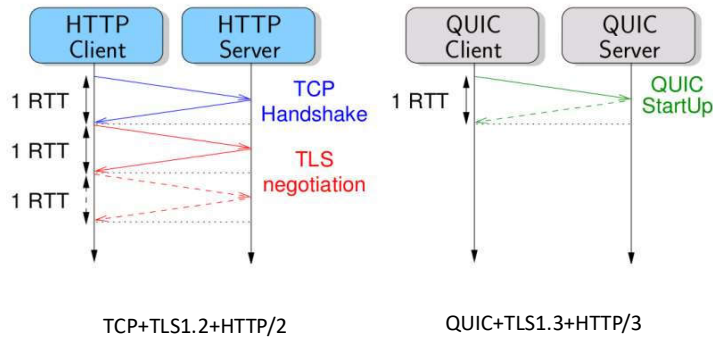 HTTP
Client
HTTP
Server
QUIC
Client
QUIC
Server
1 RTT
TCP
Handshake
1 RTT
TLS
negotiation
1 RTT
1 RTT
QUIC
StartUp
TCP+TLS1.2+HTTP/2
QUIC+TLS1.3+HTTP/3